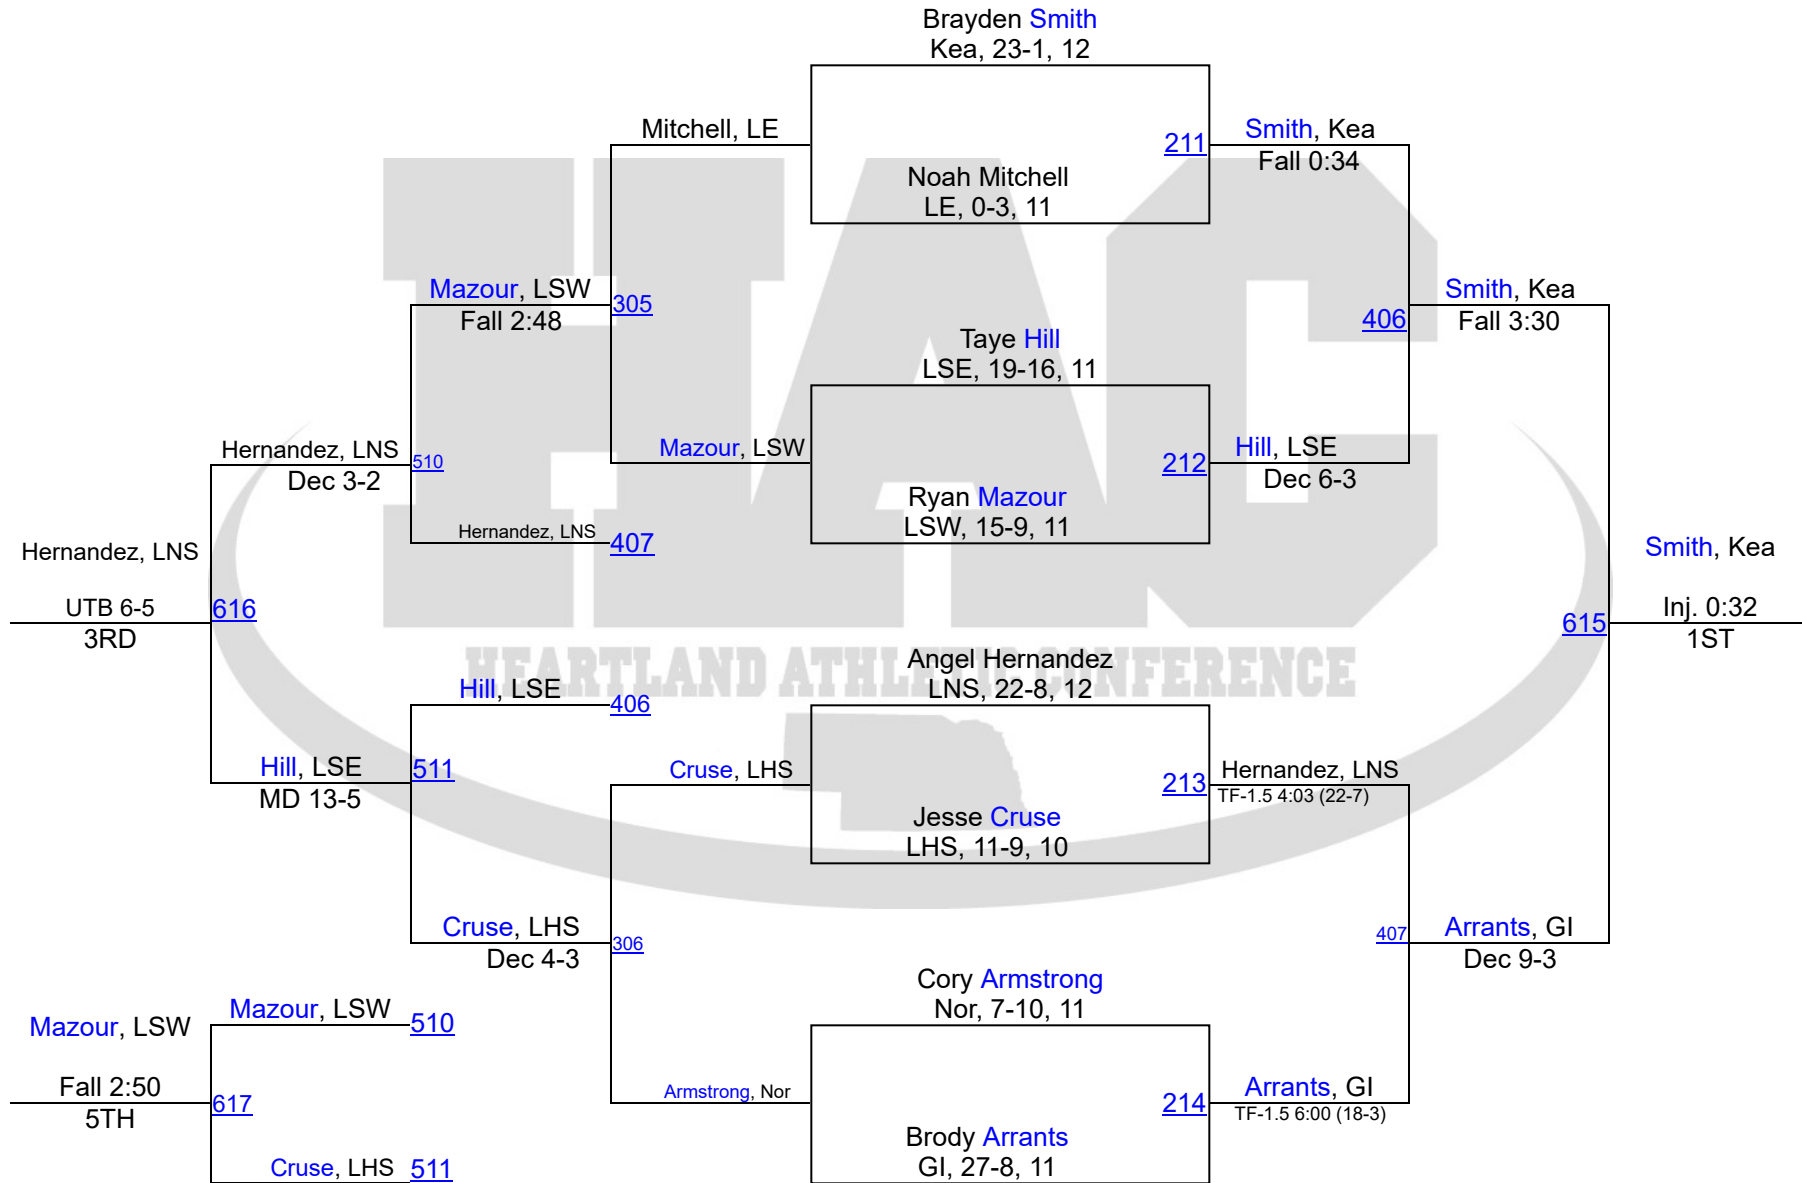 Brayden Smith
Kea, 23-1, 12
Mitchell, LE
211
Smith, Kea
Fall 0:34
Noah Mitchell
LE, 0-3, 11
Mazour, LSW
Fall 2:48
305
Smith, Kea
Fall 3:30
406
Taye Hill
LSE, 19-16, 11
Hernandez, LNS
Dec 3-2
510
Mazour, LSW
212
Hill, LSE
Dec 6-3
Ryan Mazour
LSW, 15-9, 11
Hernandez, LNS
407
Hernandez, LNS
UTB 6-5
3RD
616
Smith, Kea
Inj. 0:32
1ST
615
HEARTLAND ATHLETIC CONFERENCE
HAC
Angel Hernandez
LNS, 22-8, 12
Hill, LSE
406
Hill, LSE
MD 13-5
511
Cruse, LHS
213
Hernandez, LNS
TF-1.5 4:03 (22-7)
Jesse Cruse
LHS, 11-9, 10
Cruse, LHS
Dec 4-3
306
407
Arrants, GI
Dec 9-3
Cory Armstrong
Nor, 7-10, 11
Mazour, LSW
510
Mazour, LSW
Fall 2:50
5TH
617
Armstrong, Nor
214
Arrants, GI
TF-1.5 6:00 (18-3)
Brody Arrants
GI, 27-8, 11
Cruse, LHS
511